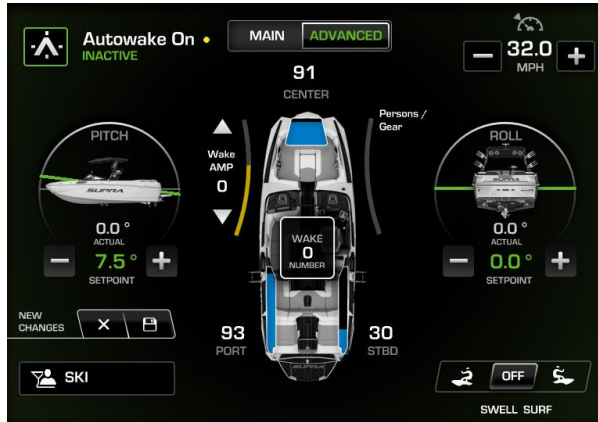 Autowake On
INACTIVE
MAIN
ADVANCED
32.0
MPH
91
CENTER
Persons /
Gear
PITCH
Wake
AMP
0
ROLL
SUPRA
SUPRA
0.0 °
ACTUAL
7.5 °
SETPOINT
WAKE
0
NUMBER
0.0 °
ACTUAL
0.0 °
SETPOINT
NEW
CHANGES
X
93
PORT
30
STBD
SUPRA
SKI
OFF
SWELL SURF